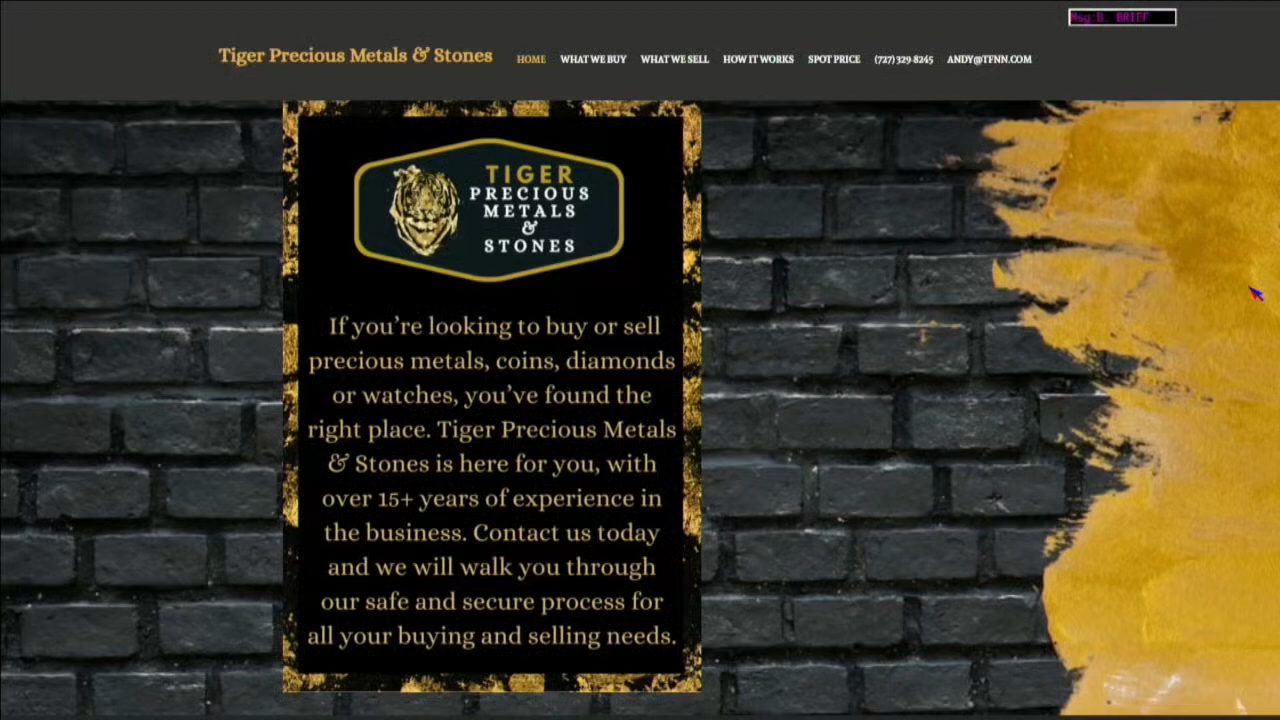 Msg:B. BRIEF
Tiger Precious Metals & Stones
HOME WHAT WE BUY WHAT WE SELL HOW IT WORKS SPOT PRICE (727) 329-8245 ANDY@TFNN.COM
TIGER
PRECIOUS
METALS
&
STONES
If you’re looking to buy or sell
precious metals, coins, diamonds
or watches, you’ve found the
right place. Tiger Precious Metals
& Stones is here for you, with
over 15+ years of experience in
the business. Contact us today
and we will walk you through
our safe and secure process for
all your buying and selling needs.